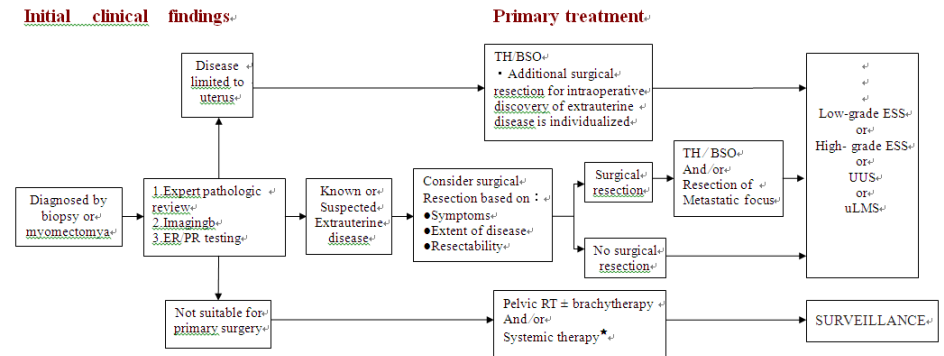 Initial clinical findings
Primary treatment
Disease
limited to
uterus
TH/BSO
・Additional surgical
resection for intraoperative
discovery of extrauterine
disease is individualized
Low-grade ESS
or
High- grade ESS
or
UUS
or
uLMS
Diagnosed by
biopsy or
myomectomya
1.Expert pathologic
review
2.Imagingb
3.ER/PR testing
Known or
Suspected
Extrauterine
disease
Consider surgical
Resection based on：
●Symptoms
●Extent of disease
●Resectability
Surgical
resection
TH/ BSO
And/or
Resection of
Metastatic focus
No surgical
resection
Not suitable for
primary surgery
Pelvic RT ± brachytherapy
And/or
Systemic therapy★
SURVEILLANCE